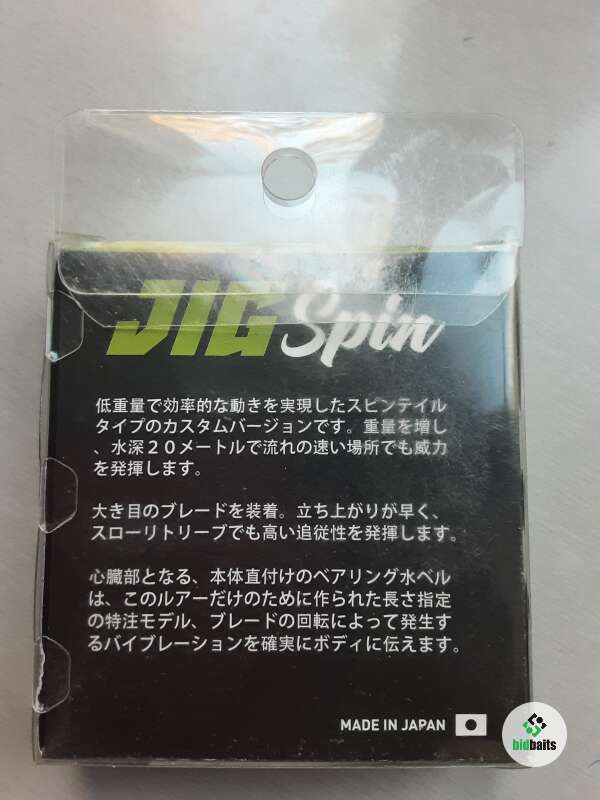 JIG Spin
低重量で効率的な動きを実現したスピンテイル
タイプのカスタムバージョンです。重量を増し
、水深２０メートルで流れの速い場所でも威力
を発揮します。
大き目のブレードを装着。立ち上がりが早く、
スローリトリーブでも高い追従性を発揮します。
心臓部となる、本体直付けのベアリング水ベル
は、このルアーだけのために作られた長さ指定
の特注モデル、ブレードの回転によって発生す
るバイブレーションを確実にボディに伝えます。
MADE IN JAPAN
bidbaits